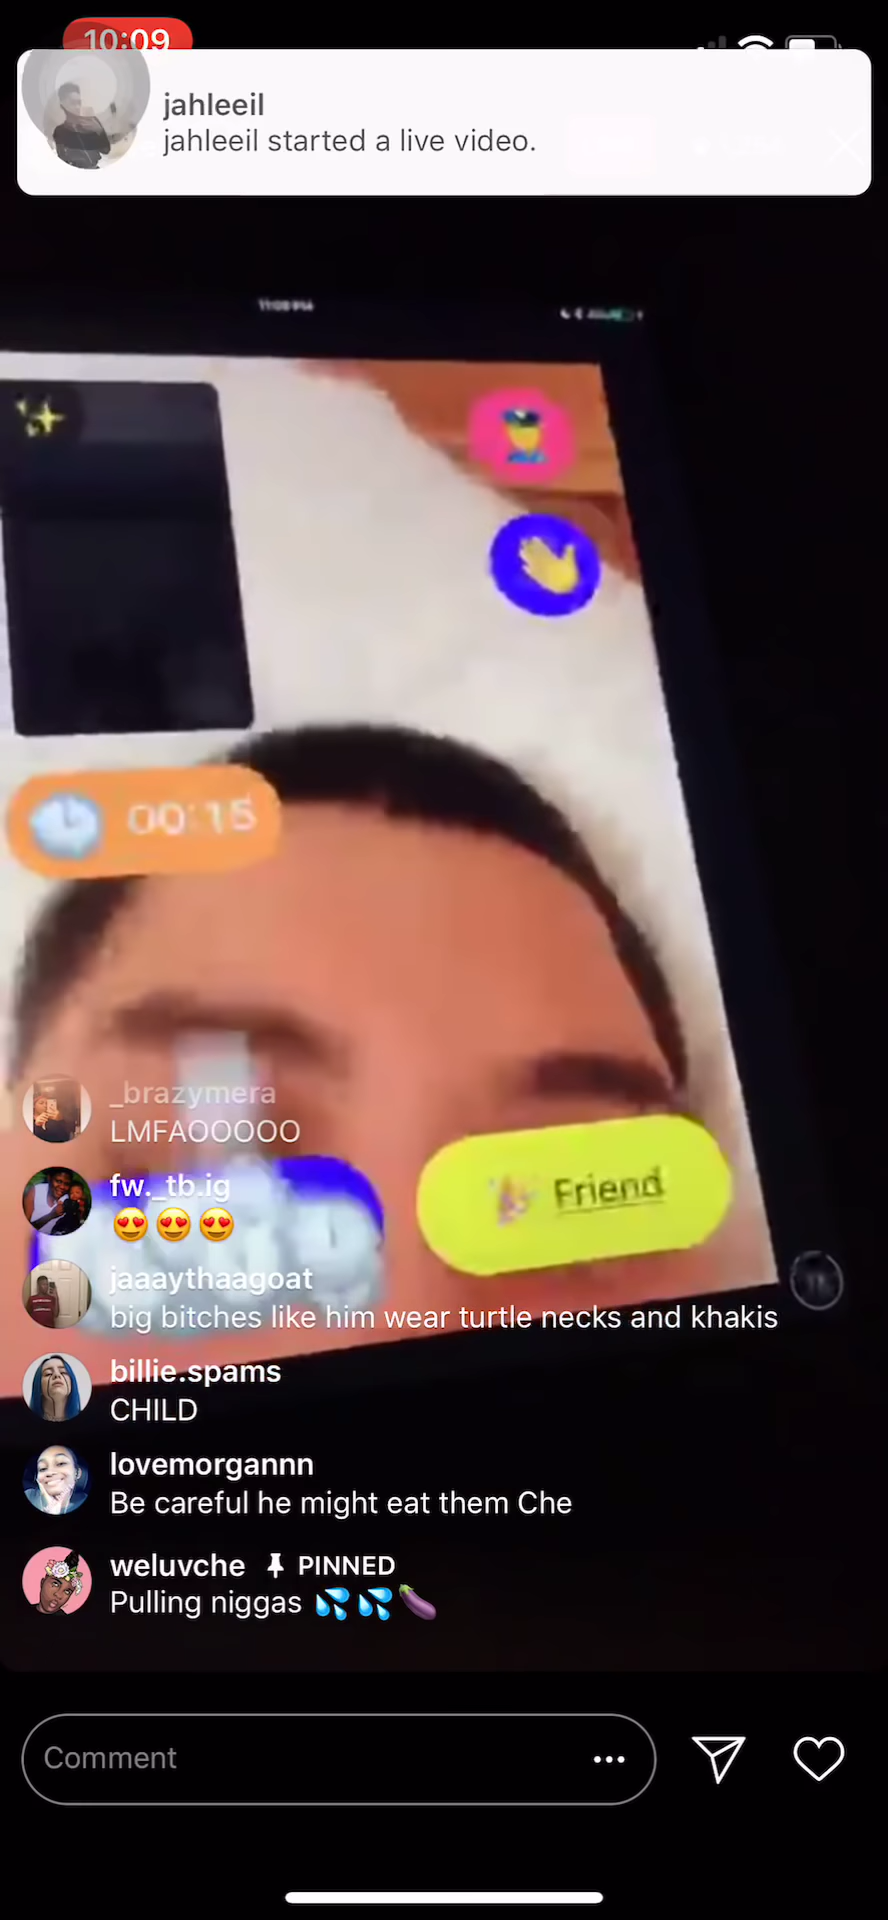 10:09
jahleeil
jahleeil started a live video.
00:15
_brazymera
LMFAOOOOO
Friend
fw._tb.ig
😍😍😍
jaaaythaagoat
big bitches like him wear turtle necks and khakis
billie.spams
CHILD
lovemorgannn
Be careful he might eat them Che
weluvche PINNED
Pulling niggas 💦💦🍆
Comment